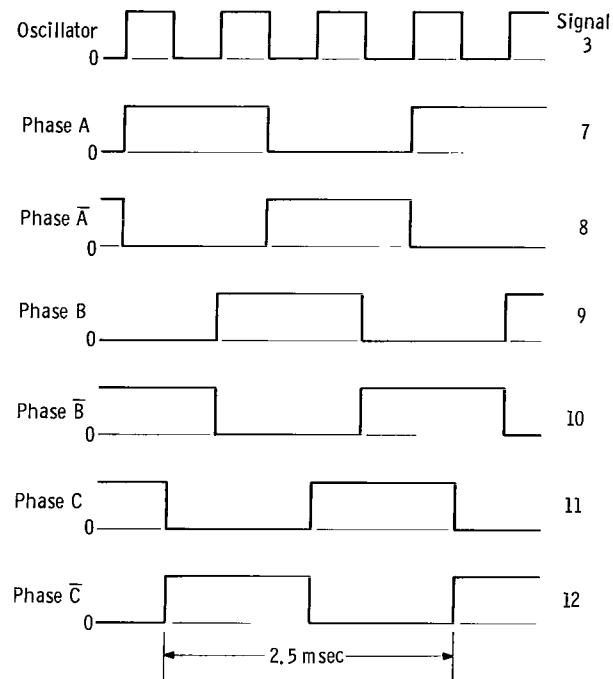 Oscillator
0
Signal
3
Phase A
0
7
Phase A̅
0
8
Phase B
0
9
Phase B̅
0
10
Phase C
0
11
Phase C̅
0
12
2.5 msec